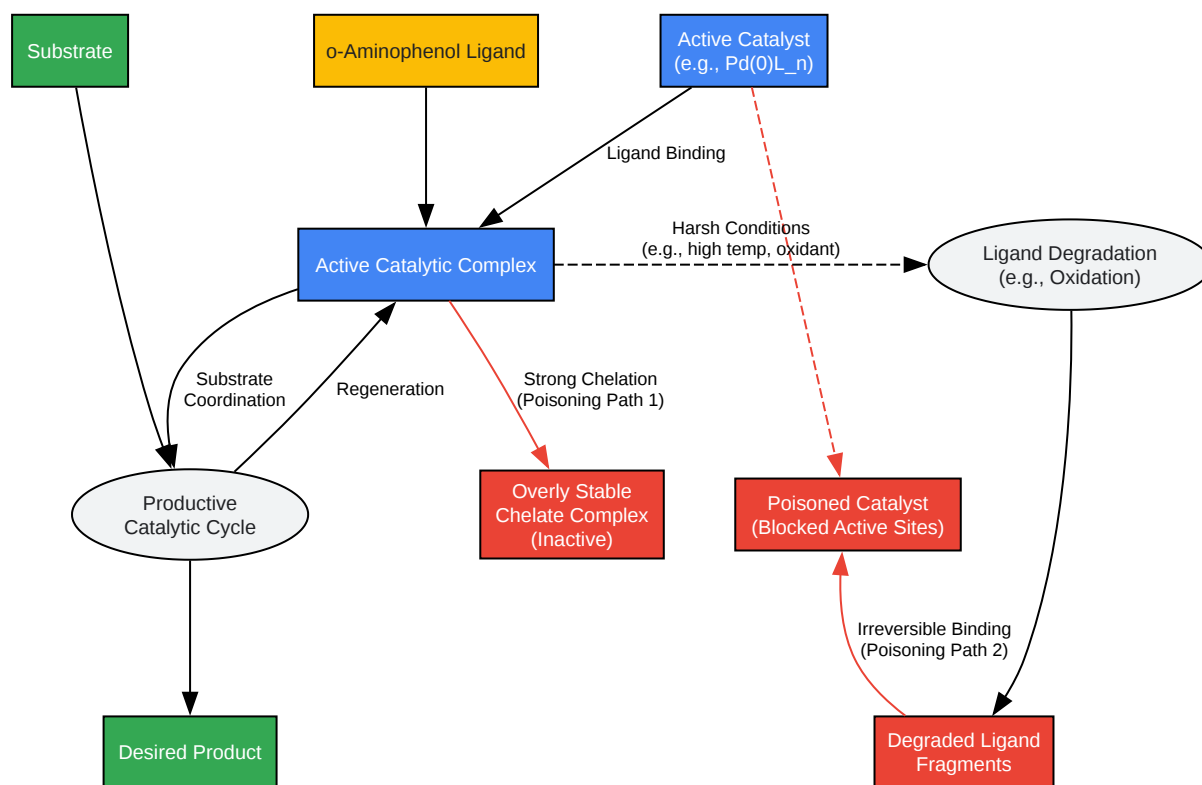 Substrate
o-Aminophenol Ligand
Active Catalyst
(e.g., Pd(0)L_n)
Ligand Binding
Harsh Conditions
(e.g., high temp, oxidant)
Active Catalytic Complex
Ligand Degradation
(e.g., Oxidation)
Substrate
Coordination
Regeneration
Strong Chelation
(Poisoning Path 1)
Productive
Catalytic Cycle
Overly Stable
Chelate Complex
(Inactive)
Poisoned Catalyst
(Blocked Active Sites)
Irreversible Binding
(Poisoning Path 2)
Desired Product
Degraded Ligand
Fragments